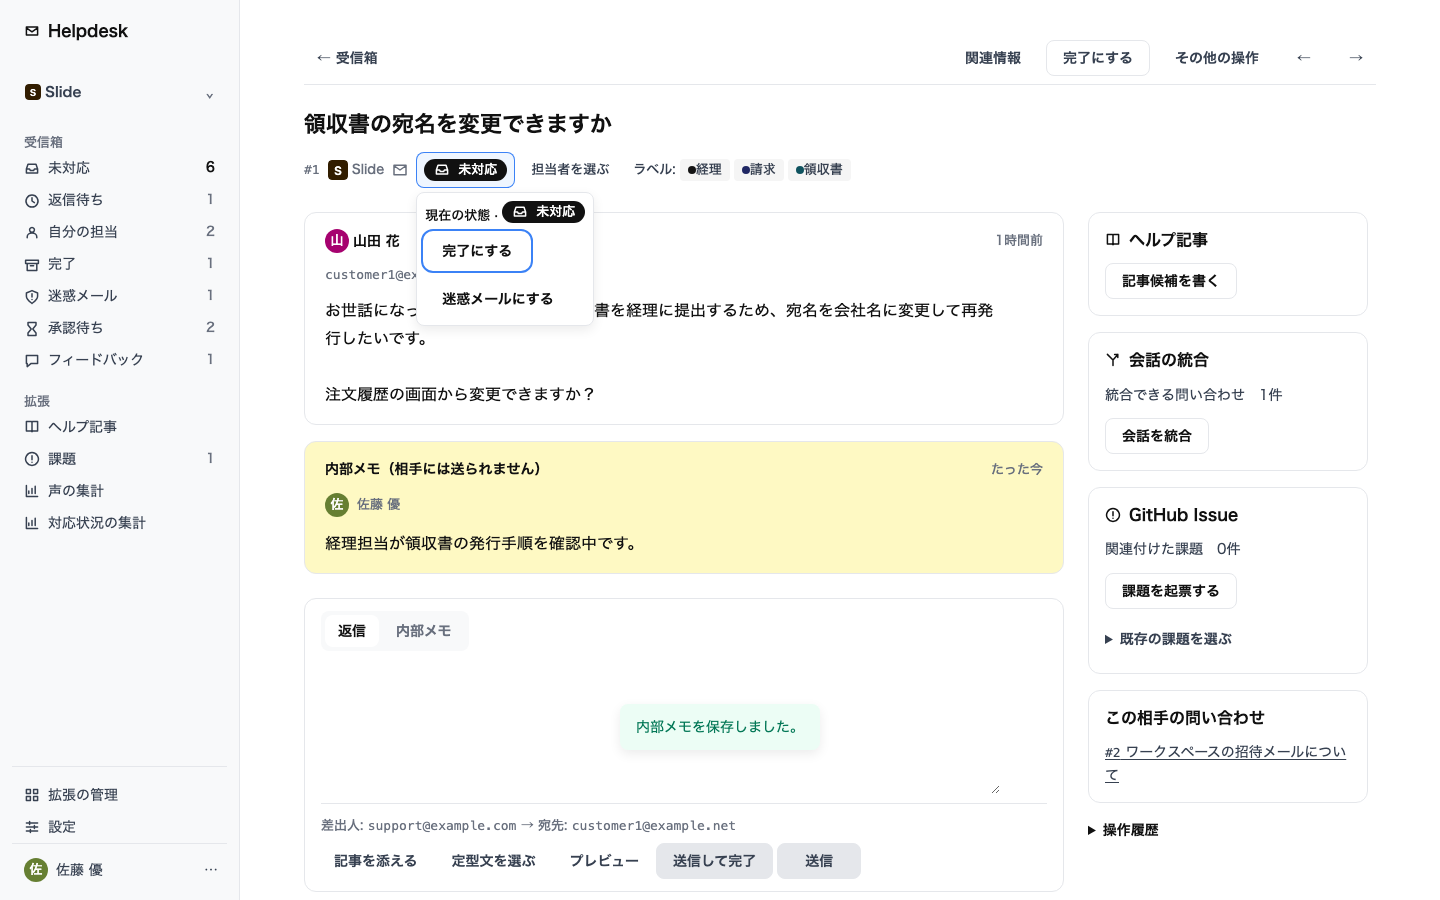 Helpdesk
S Slide
受信箱
未対応 6
返信待ち 1
自分の担当 2
完了 1
迷惑メール 1
承認待ち 2
フィードバック 1
拡張
ヘルプ記事
課題 1
声の集計
対応状況の集計
拡張の管理
設定
佐 佐藤 優 ...
← 受信箱
関連情報 完了にする その他の操作 ← →
領収書の宛名を変更できますか
#1 S Slide 未対応 担当者を選ぶ ラベル: ●経理 ●請求 ●領収書
現在の状態 · 未対応
完了にする
迷惑メールにする
山 山田 花 1時間前
customer1@ex
お世話になっ 書を経理に提出するため、宛名を会社名に変更して再発
行したいです。
注文履歴の画面から変更できますか？
内部メモ（相手には送られません） たった今
佐 佐藤 優
経理担当が領収書の発行手順を確認中です。
返信 内部メモ
内部メモを保存しました。
差出人: support@example.com → 宛先: customer1@example.net
記事を添える 定型文を選ぶ プレビュー 送信して完了 送信
ヘルプ記事
記事候補を書く
会話の統合
統合できる問い合わせ 1件
会話を統合
GitHub Issue
関連付けた課題 0件
課題を起票する
▶ 既存の課題を選ぶ
この相手の問い合わせ
#2 ワークスペースの招待メールについ
て
▶ 操作履歴